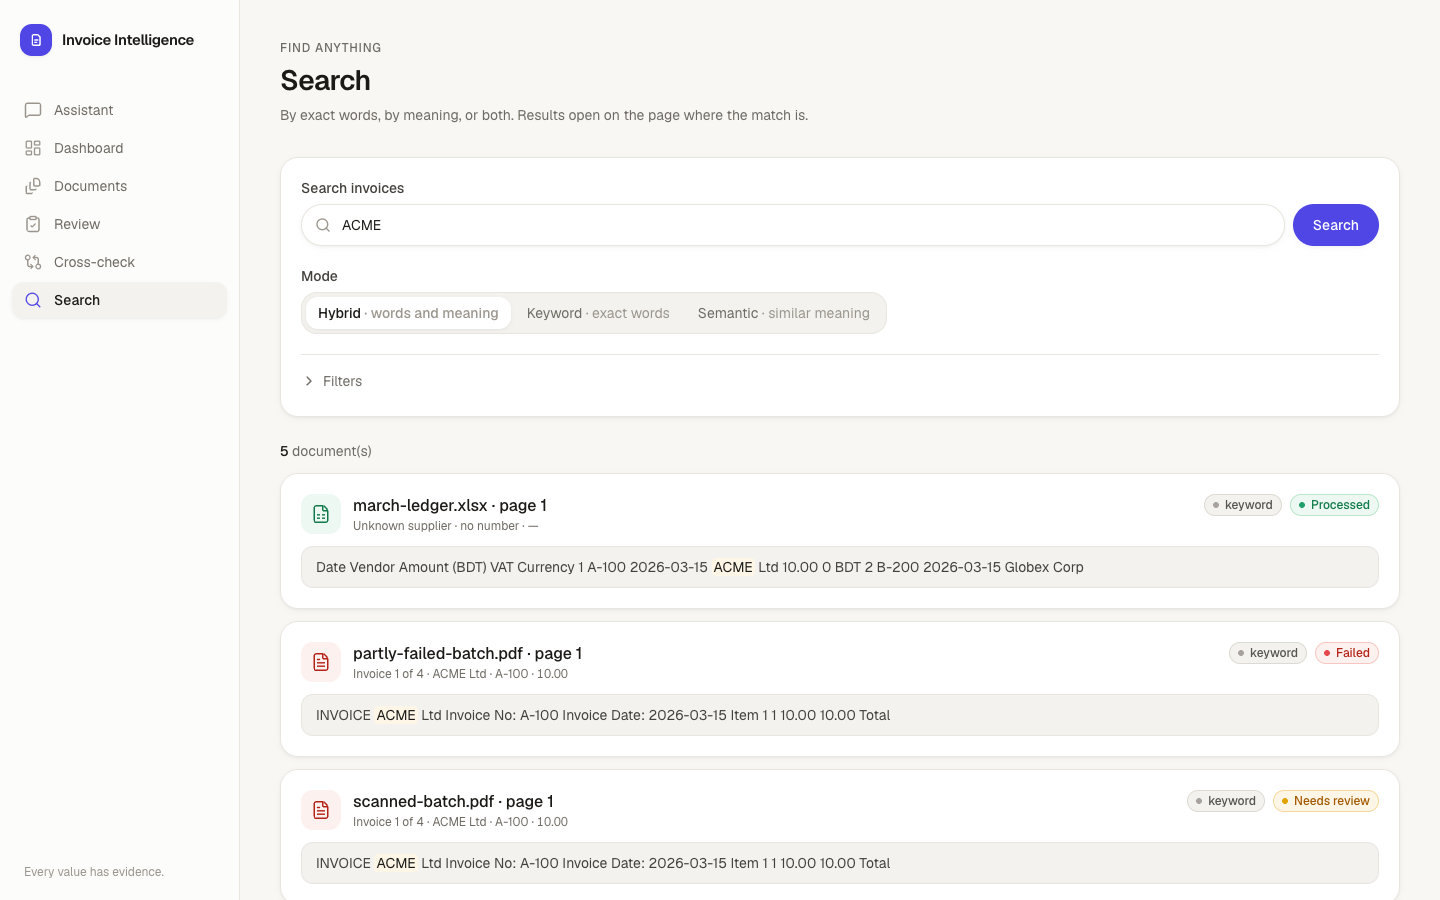 Invoice Intelligence
Assistant
Dashboard
Documents
Review
Cross-check
Search
Every value has evidence.
FIND ANYTHING
Search
By exact words, by meaning, or both. Results open on the page where the match is.
Search invoices
ACME
Search
Mode
Hybrid · words and meaning
Keyword · exact words
Semantic · similar meaning
Filters
5 document(s)
march-ledger.xlsx · page 1
keyword
Processed
Unknown supplier · no number · —
Date Vendor Amount (BDT) VAT Currency 1 A-100 2026-03-15 ACME Ltd 10.00 0 BDT 2 B-200 2026-03-15 Globex Corp
partly-failed-batch.pdf · page 1
keyword
Failed
Invoice 1 of 4 · ACME Ltd · A-100 · 10.00
INVOICE ACME Ltd Invoice No: A-100 Invoice Date: 2026-03-15 Item 1 1 10.00 10.00 Total
scanned-batch.pdf · page 1
keyword
Needs review
Invoice 1 of 4 · ACME Ltd · A-100 · 10.00
INVOICE ACME Ltd Invoice No: A-100 Invoice Date: 2026-03-15 Item 1 1 10.00 10.00 Total